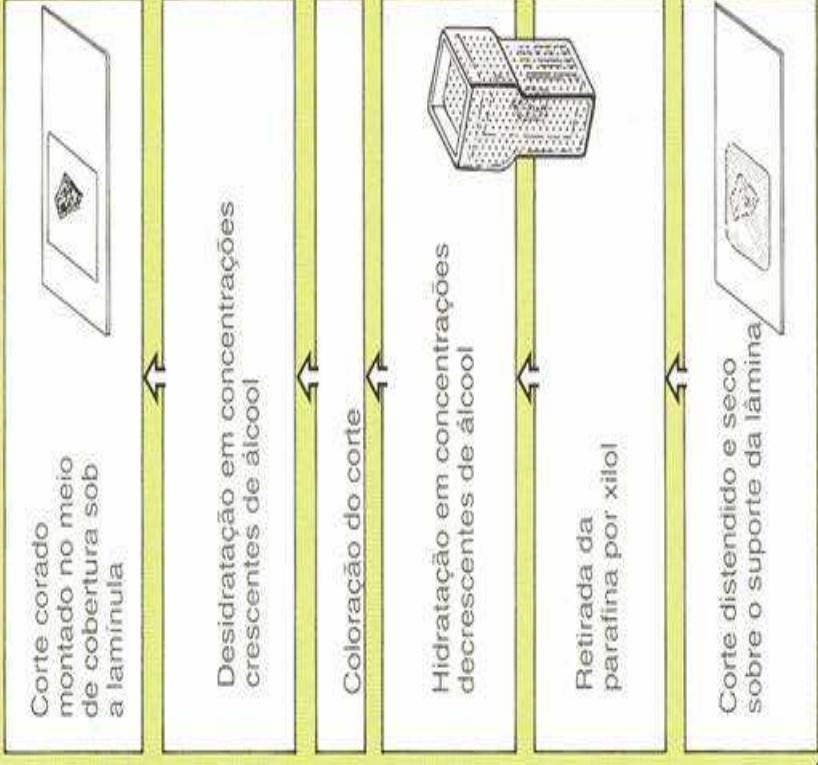 Corte corado
montado no meio
de cobertura sob
a lamínula
Desidratação em concentrações
crescentes de álcool
Coloração do corte
Hidratação em concentrações
decrescentes de álcool
Retirada da
parafina por xilol
Corte distendido e seco
sobre o suporte da lâmina